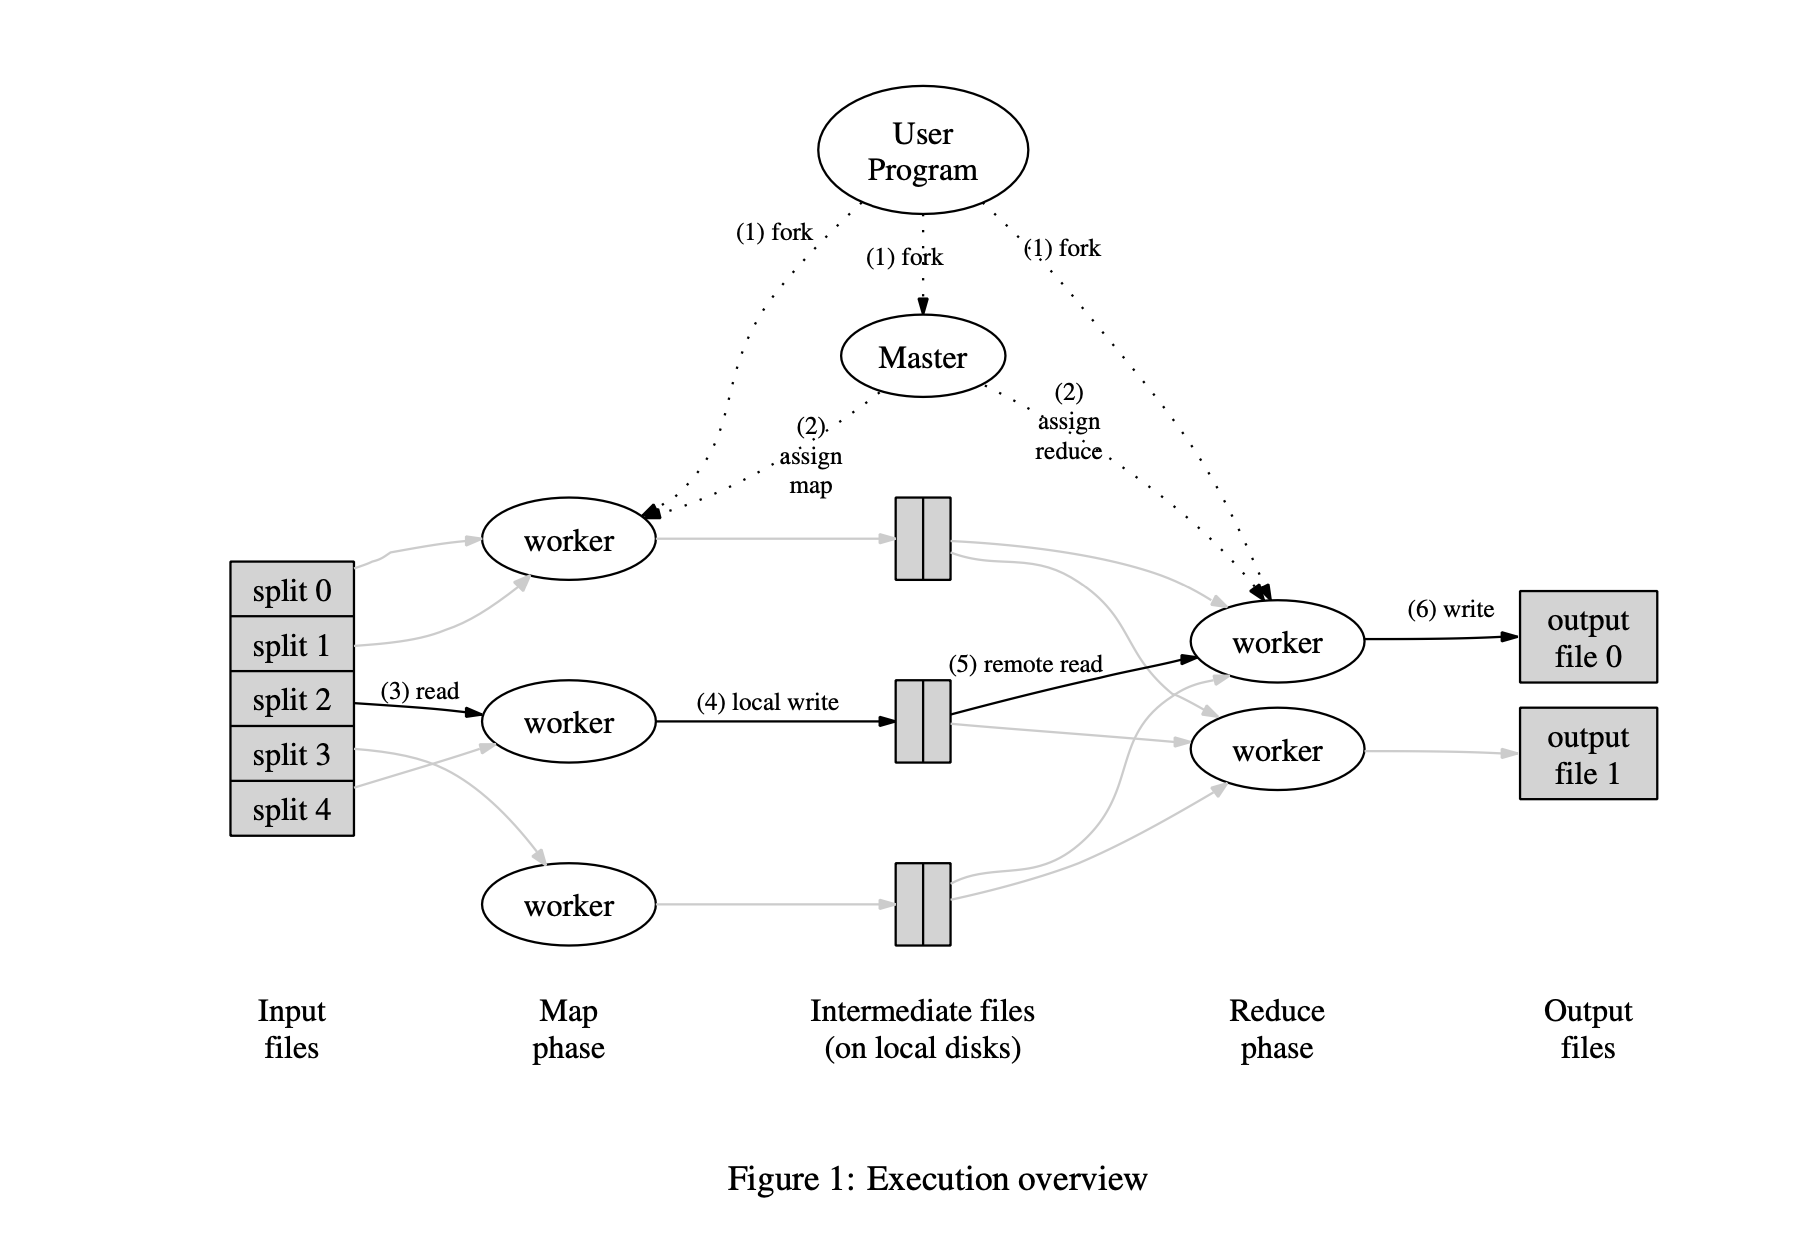 User
Program
(1) fork
(1) fork
(1) fork
Master
(2)
assign
map
(2)
assign
reduce
worker
split 0
split 1
split 2
split 3
split 4
(3) read
worker
(4) local write
(5) remote read
worker
(6) write
output
file 0
worker
output
file 1
worker
Input
files
Map
phase
Intermediate files
(on local disks)
Reduce
phase
Output
files
Figure 1: Execution overview